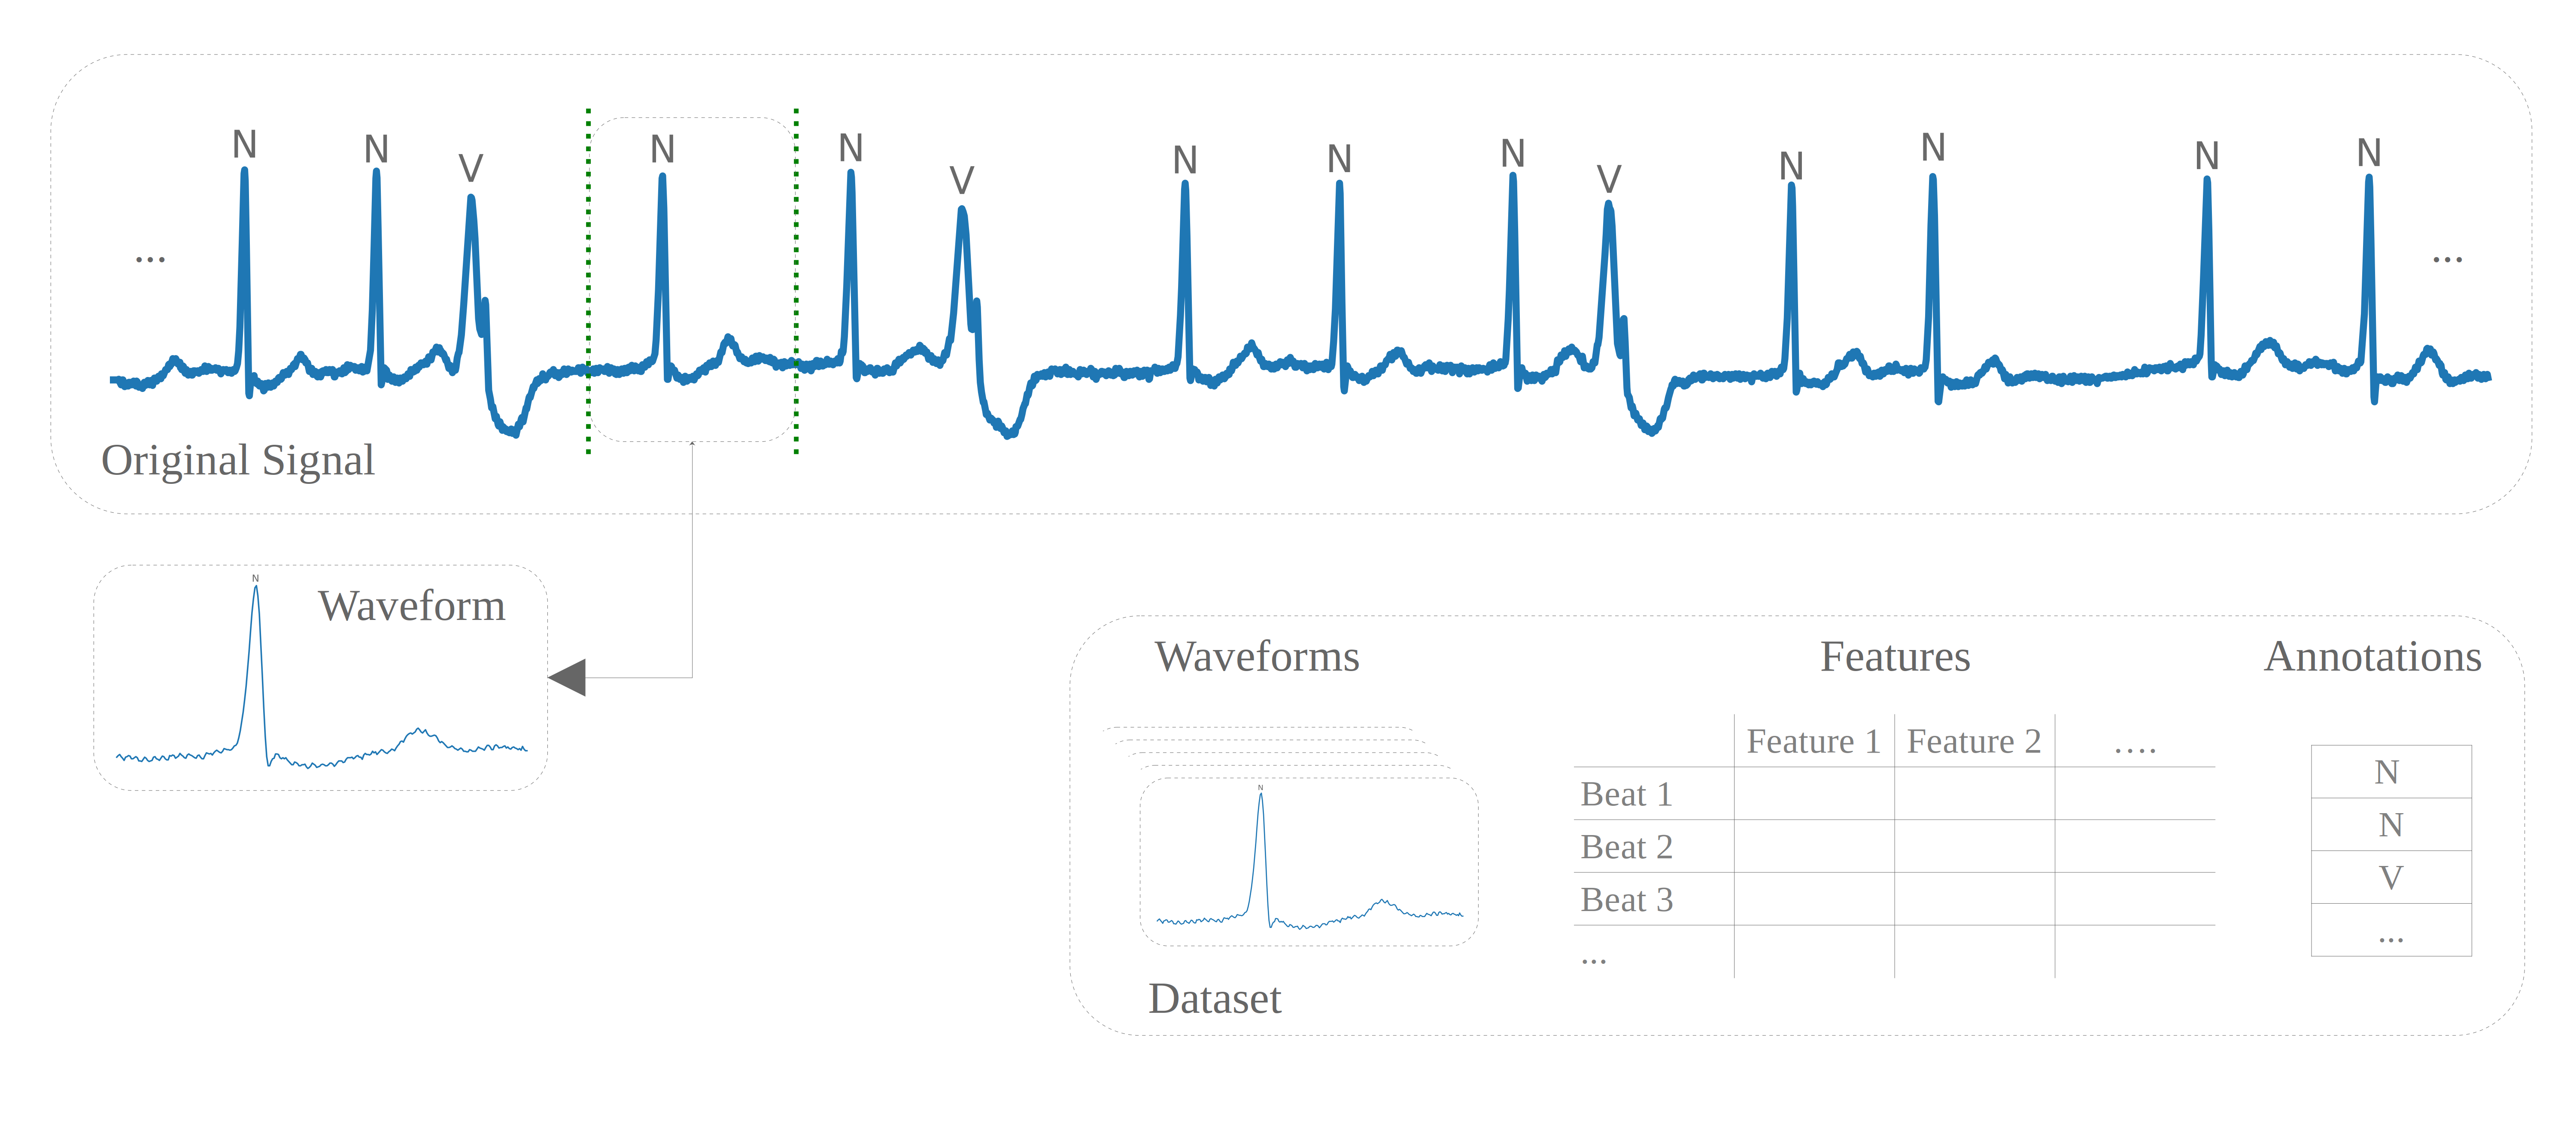 N N V N N V N N N V N N N N
... ...
Original Signal
N
Waveform
Waveforms Features Annotations
Feature 1 Feature 2 ....
Beat 1
Beat 2
Beat 3
...
N
N
N
V
...
Dataset